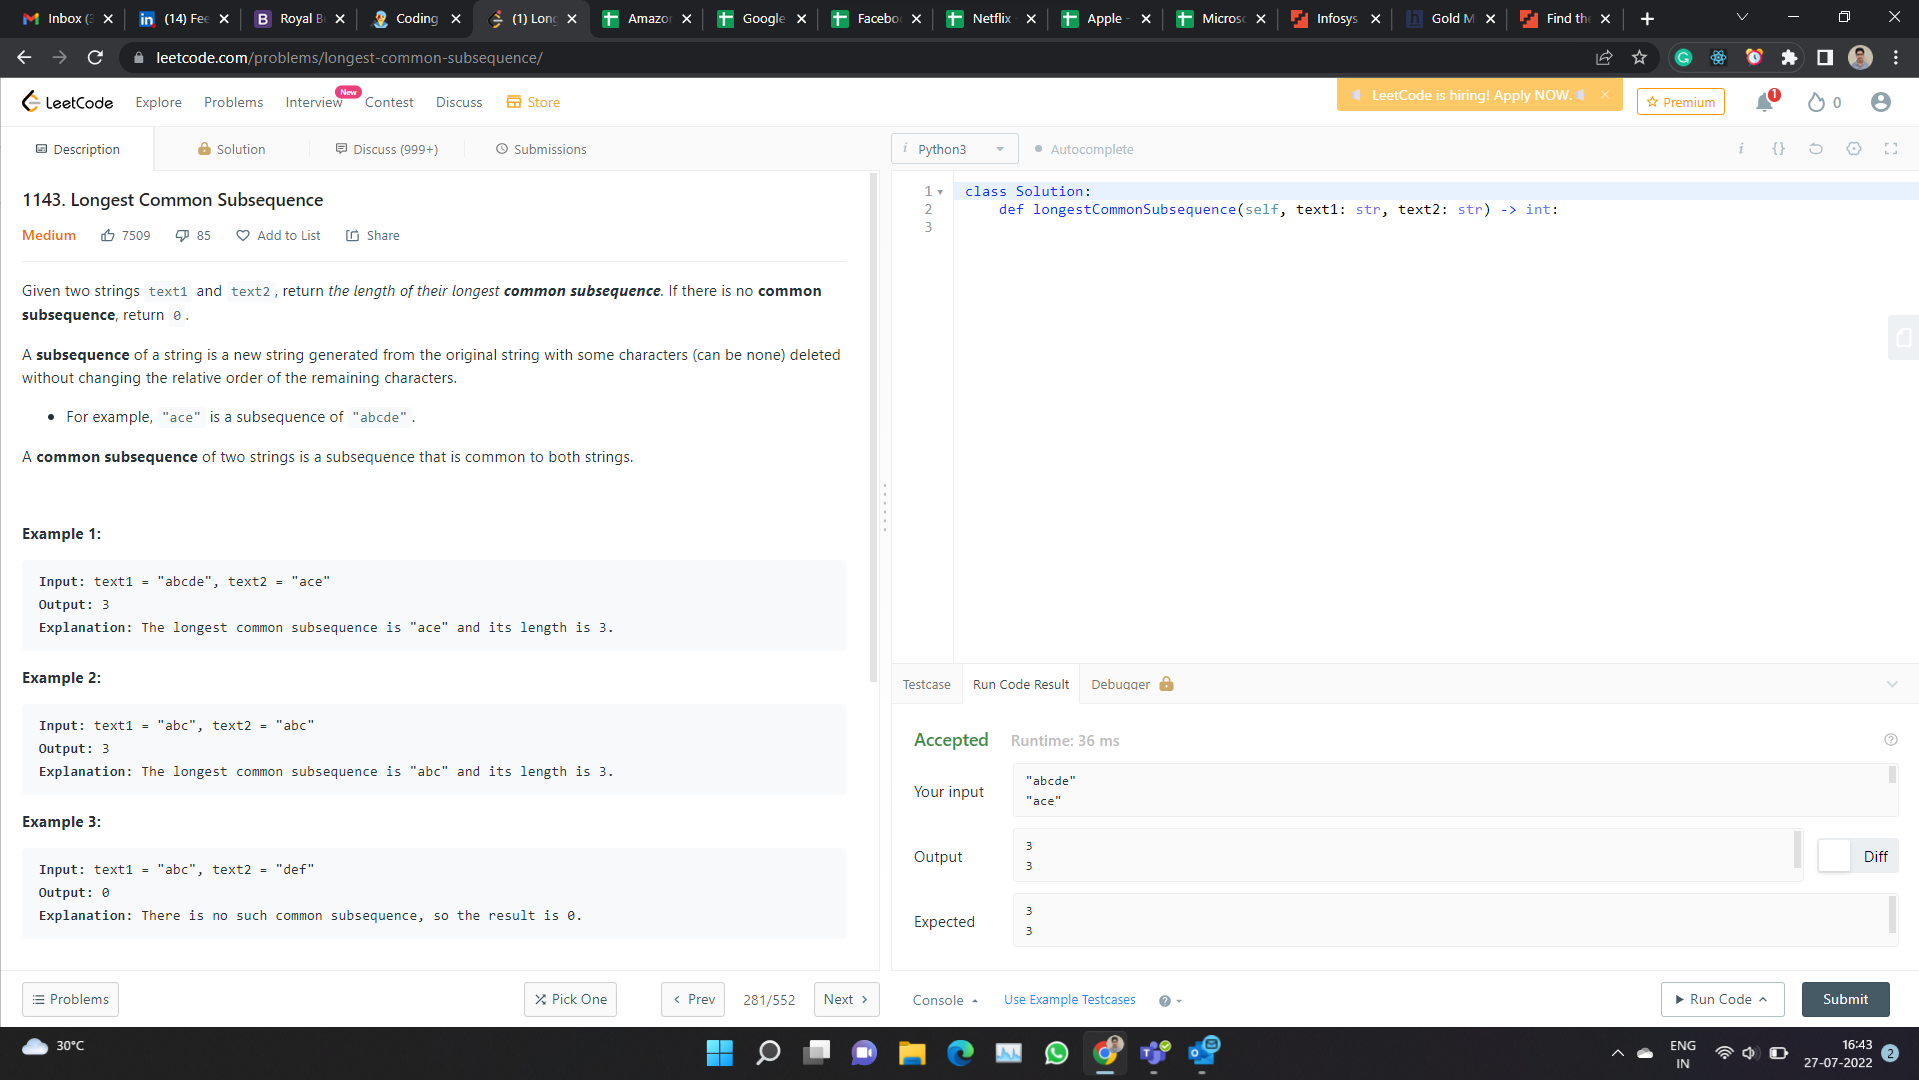 Inbox (3
(14) Fee
Royal B
Coding
(1) Long
Amazon
Google
Facebo
Netflix
Apple -
Microso
Infosys
Gold M
Find the
leetcode.com/problems/longest-common-subsequence/
LeetCode
Explore
Problems
Interview
New
Contest
Discuss
Store
LeetCode is hiring! Apply NOW.
Premium
1
0
Description
Solution
Discuss (999+)
Submissions
i Python3
Autocomplete
i {}
1143. Longest Common Subsequence
Medium 7509 85 Add to List Share
Given two strings text1 and text2, return the length of their longest common subsequence. If there is no common
subsequence, return 0.
A subsequence of a string is a new string generated from the original string with some characters (can be none) deleted
without changing the relative order of the remaining characters.
• For example, "ace" is a subsequence of "abcde".
A common subsequence of two strings is a subsequence that is common to both strings.
Example 1:
Input: text1 = "abcde", text2 = "ace"
Output: 3
Explanation: The longest common subsequence is "ace" and its length is 3.
Example 2:
Input: text1 = "abc", text2 = "abc"
Output: 3
Explanation: The longest common subsequence is "abc" and its length is 3.
Example 3:
Input: text1 = "abc", text2 = "def"
Output: 0
Explanation: There is no such common subsequence, so the result is 0.
Problems
Pick One
< Prev
281/552
Next >
1 class Solution:
2 def longestCommonSubsequence(self, text1: str, text2: str) -> int:
3
Testcase
Run Code Result
Debugger
Accepted
Runtime: 36 ms
Your input
"abcde"
"ace"
Output
3
3
Diff
Expected
3
3
Console
Use Example Testcases
Run Code
Submit
30°C
ENG
IN
16:43
27-07-2022
2